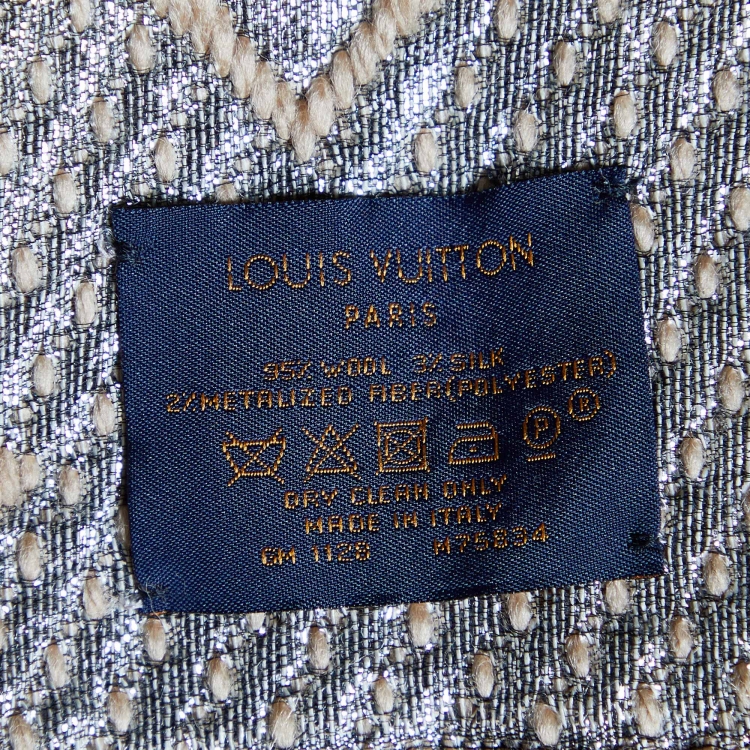 LOUIS VUITTON
PARIS
95% WOOL 3% SILK
2%METALIZED FIBER(POLYESTER)
P R
DRY CLEAN ONLY
MADE IN ITALY
GM 1128 M75834